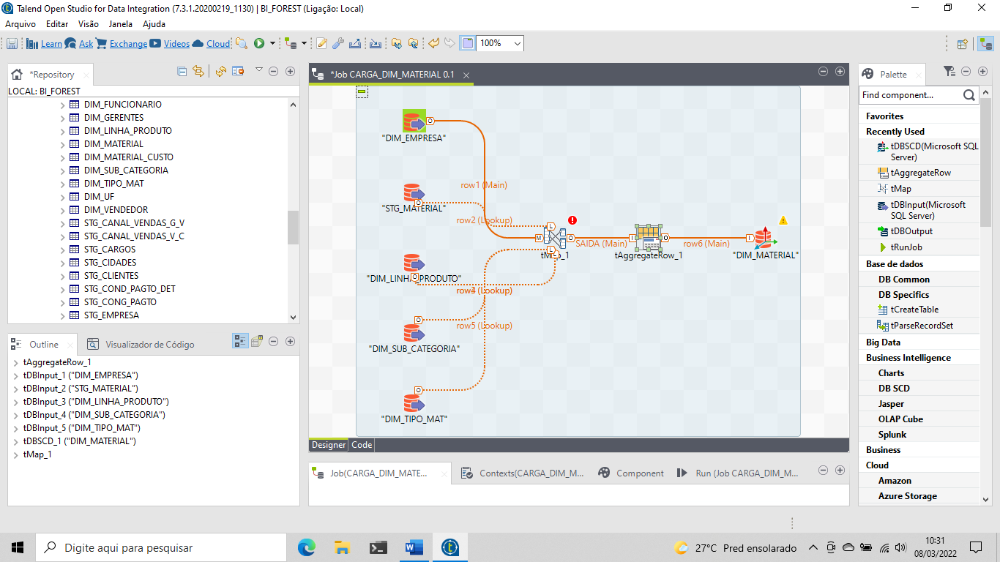 Talend Open Studio for Data Integration (7.3.1.20200219_1130) | BI_FOREST (Ligação: Local)
Arquivo Editar Visão Janela Ajuda
Learn Ask Exchange Videos Cloud 100%
*Repository
LOCAL: BI_FOREST
DIM_FUNCIONARIO
DIM_GERENTES
DIM_LINHA_PRODUTO
DIM_MATERIAL
DIM_MATERIAL_CUSTO
DIM_SUB_CATEGORIA
DIM_TIPO_MAT
DIM_UF
DIM_VENDEDOR
STG_CANAL_VENDAS_G_V
STG_CANAL_VENDAS_V_C
STG_CARGOS
STG_CIDADES
STG_CLIENTES
STG_COND_PAGTO_DET
STG_CONG_PAGTO
STG_EMPRESA
Outline Visualizador de Código
tAggregateRow_1
tDBInput_1 ("DIM_EMPRESA")
tDBInput_2 ("STG_MATERIAL")
tDBInput_3 ("DIM_LINHA_PRODUTO")
tDBInput_4 ("DIM_SUB_CATEGORIA")
tDBInput_5 ("DIM_TIPO_MAT")
tDBSCD_1 ("DIM_MATERIAL")
tMap_1
*Job CARGA_DIM_MATERIAL 0.1
"DIM_EMPRESA"
row1 (Main)
"STG_MATERIAL"
row2 (Lookup)
SAIDA (Main)
row6 (Main)
tMap_1
tAggregateRow_1
"DIM_MATERIAL"
"DIM_LINHA_PRODUTO"
(Lookup)
row5 (Lookup)
"DIM_SUB_CATEGORIA"
"DIM_TIPO_MAT"
Designer Code
Job(CARGA_DIM_MATE... Contexts(CARGA_DIM_M... Component Run (Job CARGA_DIM_M...
Palette
Find component...
Favorites
Recently Used
tDBSCD(Microsoft SQL
Server)
tAggregateRow
tMap
tDBInput(Microsoft
SQL Server)
tDBOutput
tRunJob
Base de dados
DB Common
DB Specifics
tCreateTable
tParseRecordSet
Big Data
Business Intelligence
Charts
DB SCD
Jasper
OLAP Cube
Splunk
Business
Cloud
Amazon
Azure Storage
Digite aqui para pesquisar
27°C Pred ensolarado
10:31
08/03/2022